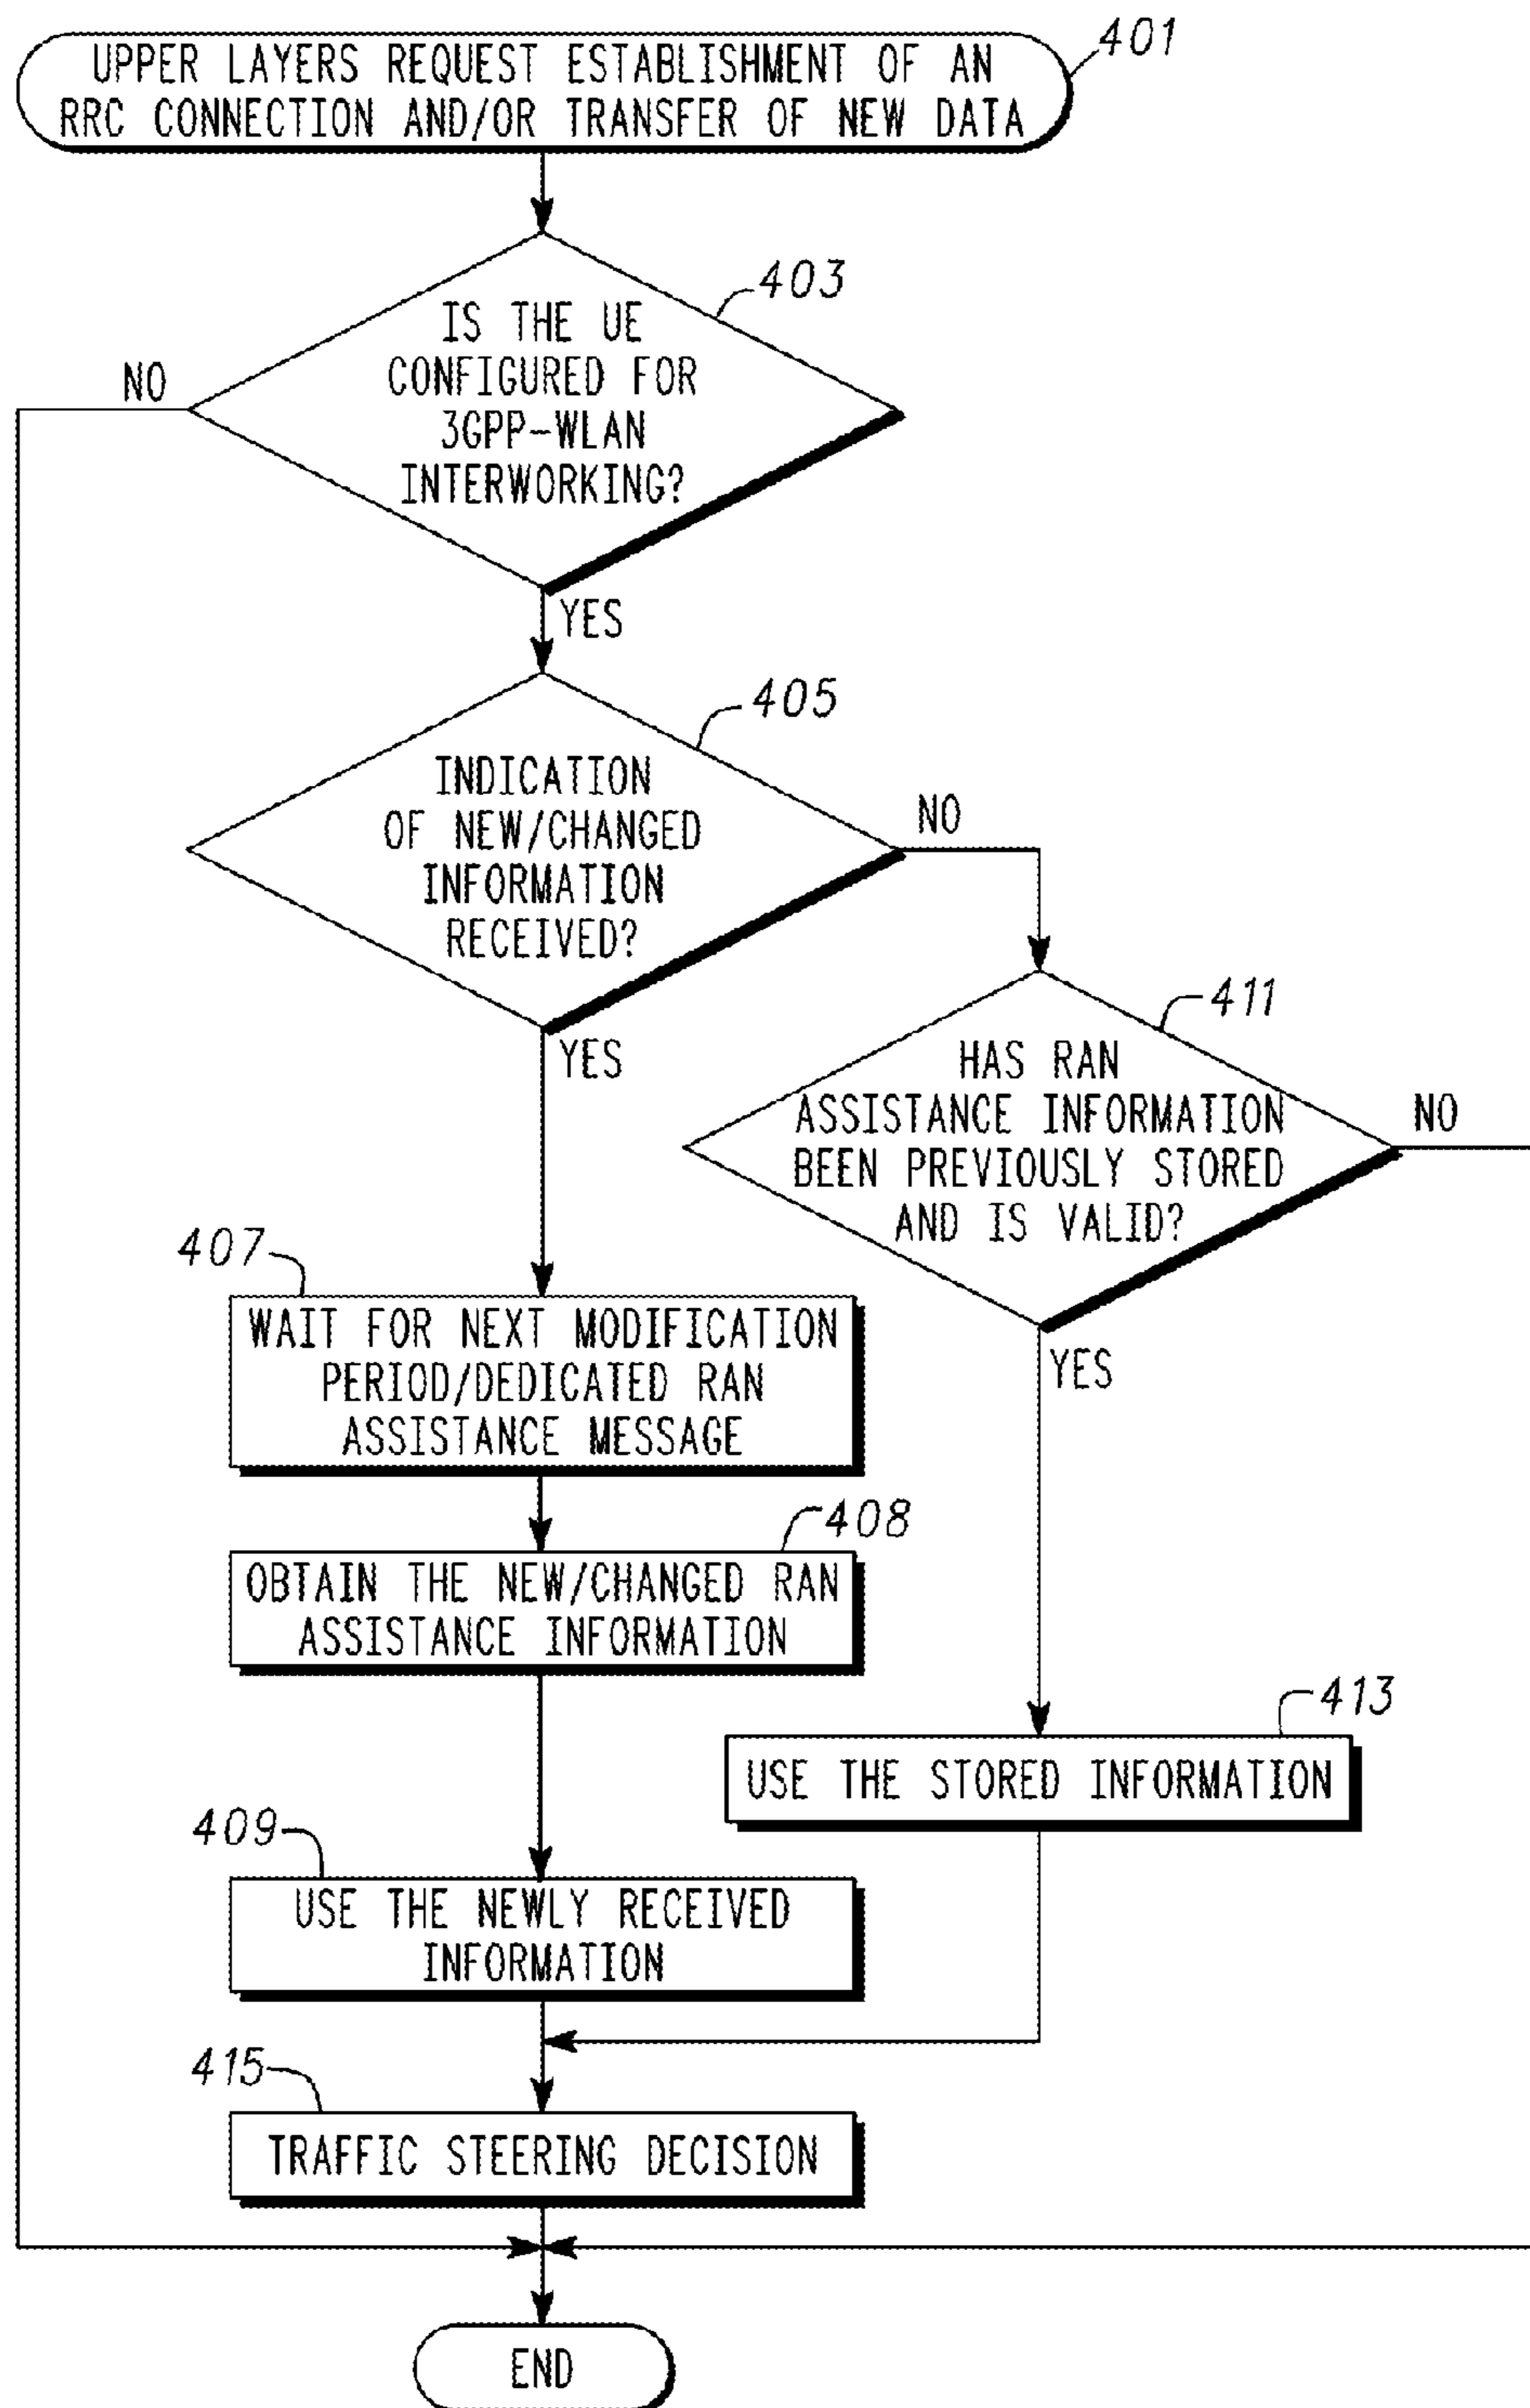 UPPER LAYERS REQUEST ESTABLISHMENT OF AN
RRC CONNECTION AND/OR TRANSFER OF NEW DATA
401
403
IS THE UE
CONFIGURED FOR
3GPP-WLAN
INTERWORKING?
NO
YES
405
INDICATION
OF NEW/CHANGED
INFORMATION
RECEIVED?
NO
YES
411
HAS RAN
ASSISTANCE INFORMATION
BEEN PREVIOUSLY STORED
AND IS VALID?
NO
YES
407
WAIT FOR NEXT MODIFICATION
PERIOD/DEDICATED RAN
ASSISTANCE MESSAGE
408
OBTAIN THE NEW/CHANGED RAN
ASSISTANCE INFORMATION
413
USE THE STORED INFORMATION
409
USE THE NEWLY RECEIVED
INFORMATION
415
TRAFFIC STEERING DECISION
END